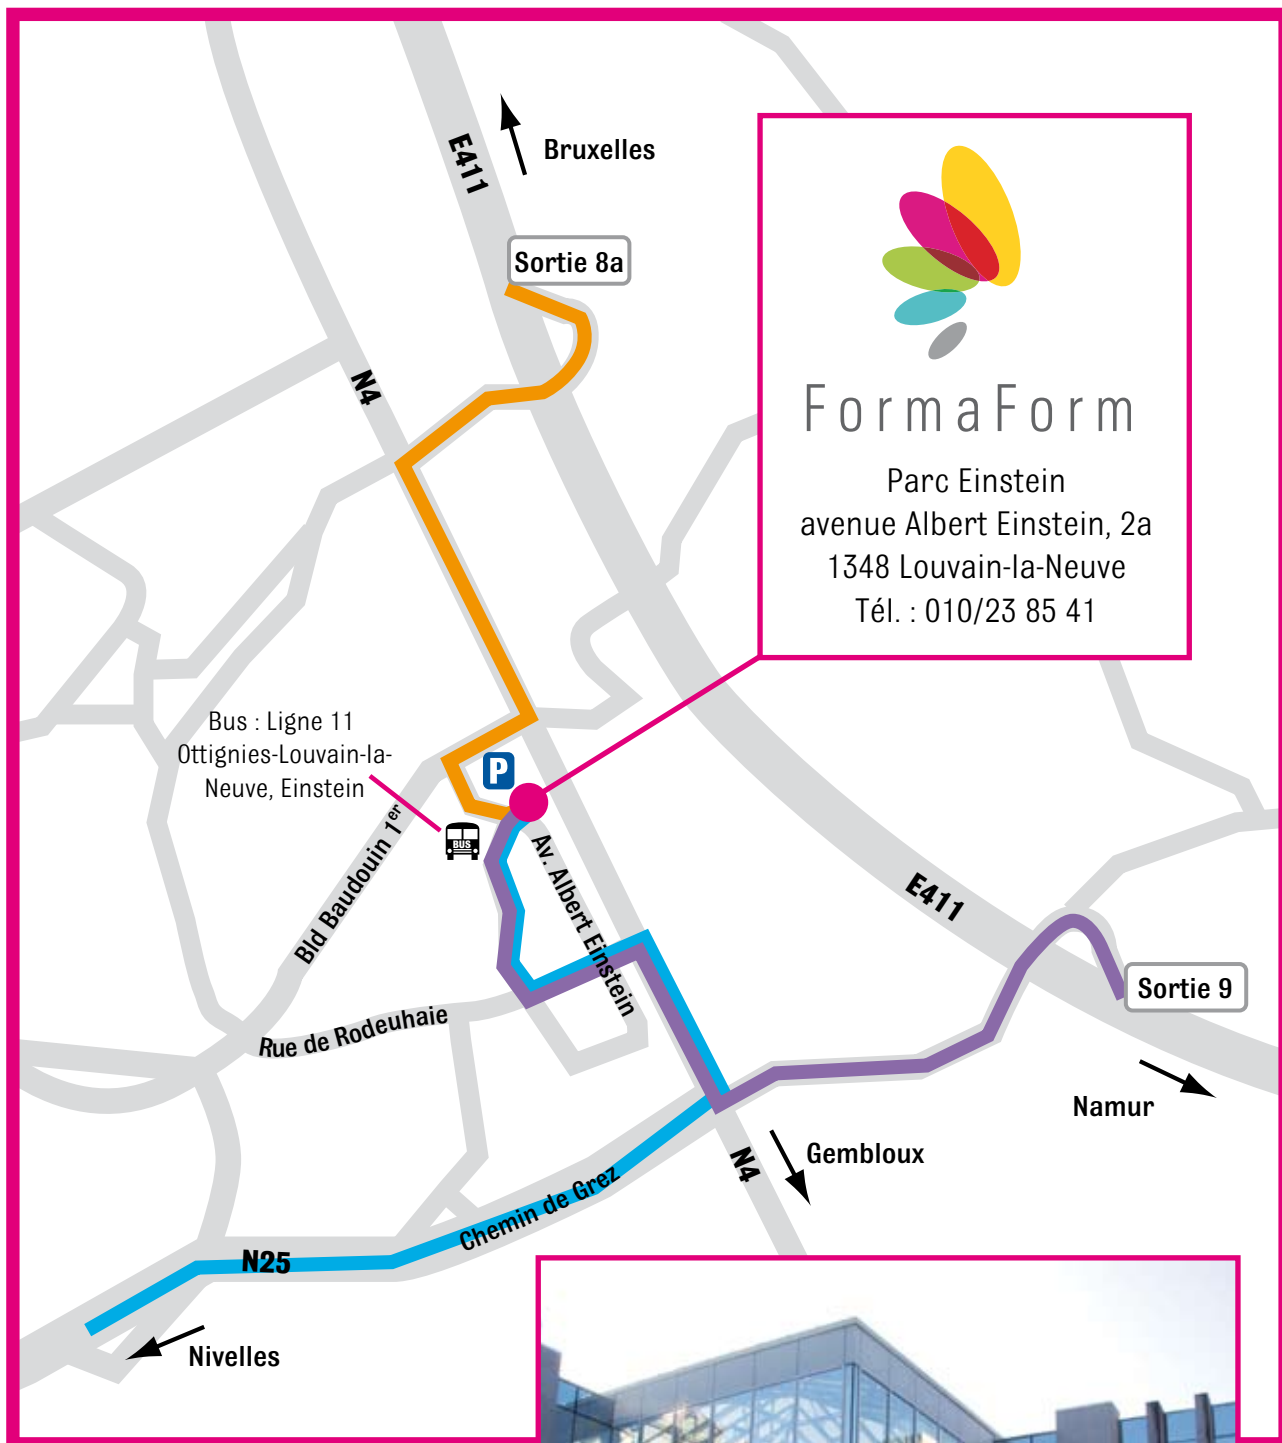 E411
Bruxelles
Sortie 8a
N4
FormaForm
Parc Einstein
avenue Albert Einstein, 2a
1348 Louvain-la-Neuve
Tél. : 010/23 85 41
Bus : Ligne 11
Ottignies-Louvain-la-
Neuve, Einstein
P
BUS
Bld Baudouin 1er
Av. Albert Einstein
E411
Sortie 9
Rue de Rodeuhaie
Namur
Gembloux
N4
Chemin de Grez
N25
Nivelles